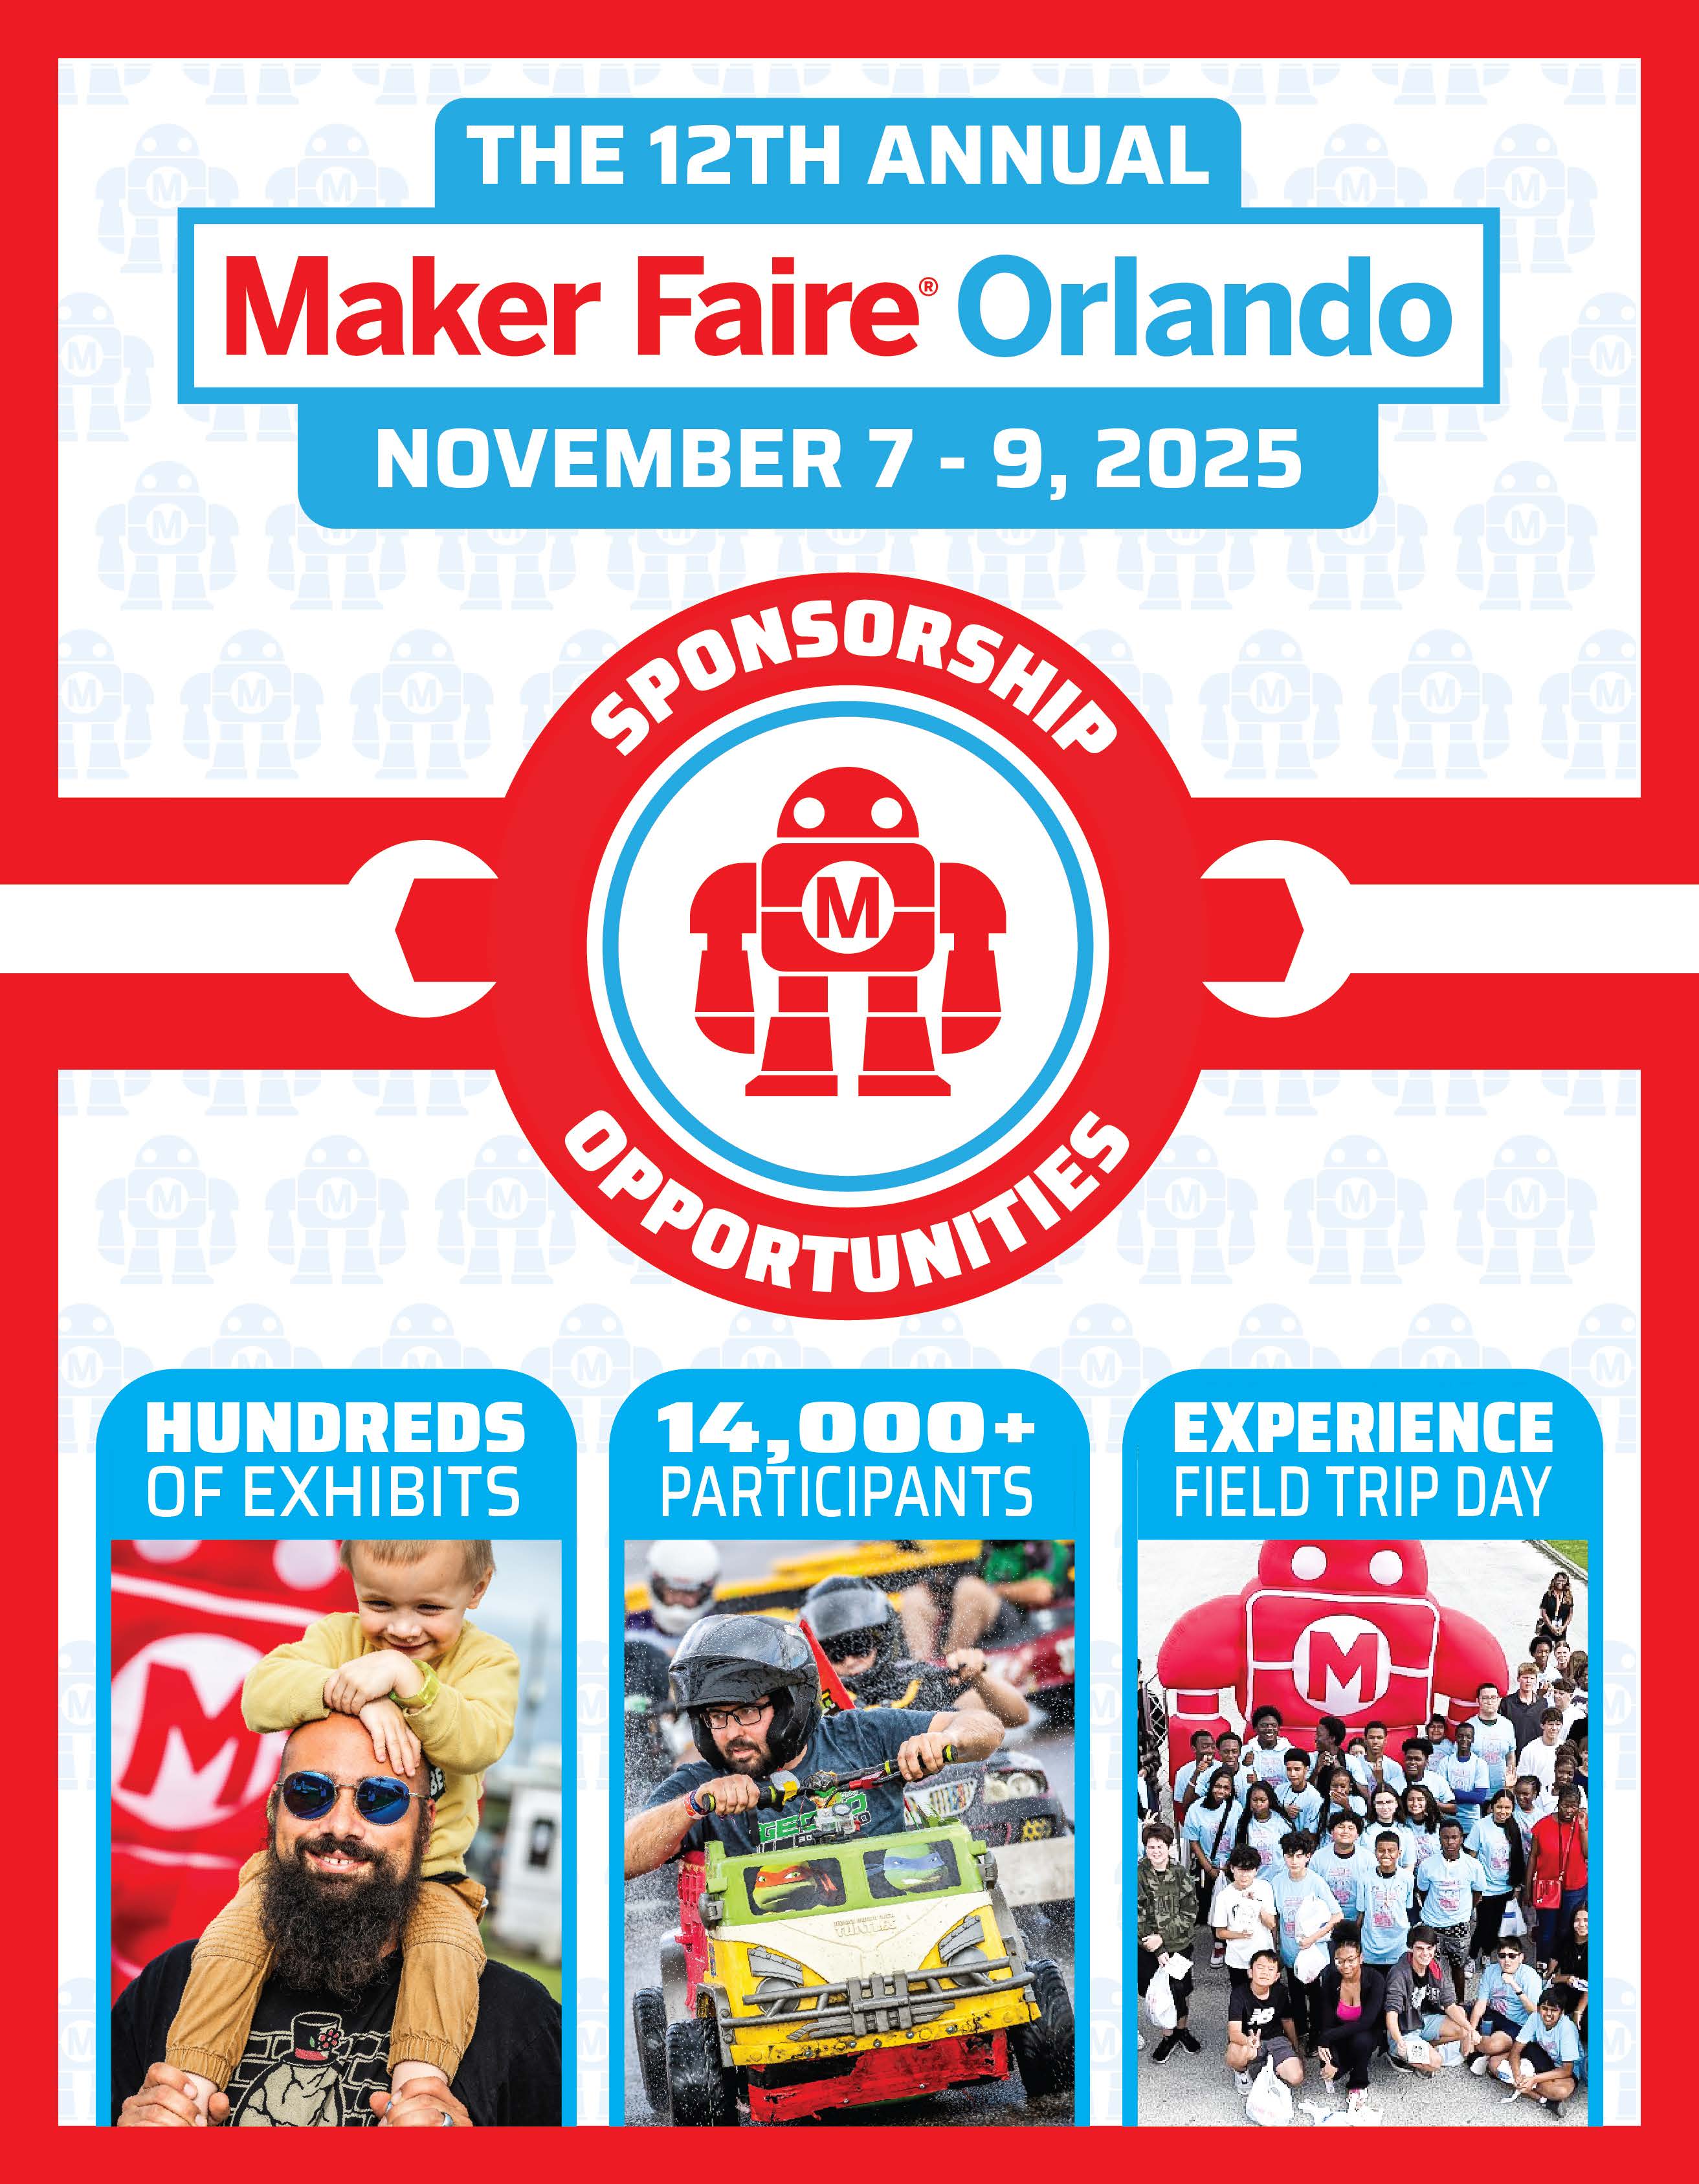 THE 12TH ANNUAL
Maker Faire® Orlando
NOVEMBER 7 - 9, 2025
SPONSORSHIP
M
OPPORTUNITIES
HUNDREDS
OF EXHIBITS
14,000+
PARTICIPANTS
EXPERIENCE
FIELD TRIP DAY
M
M
TURTLES